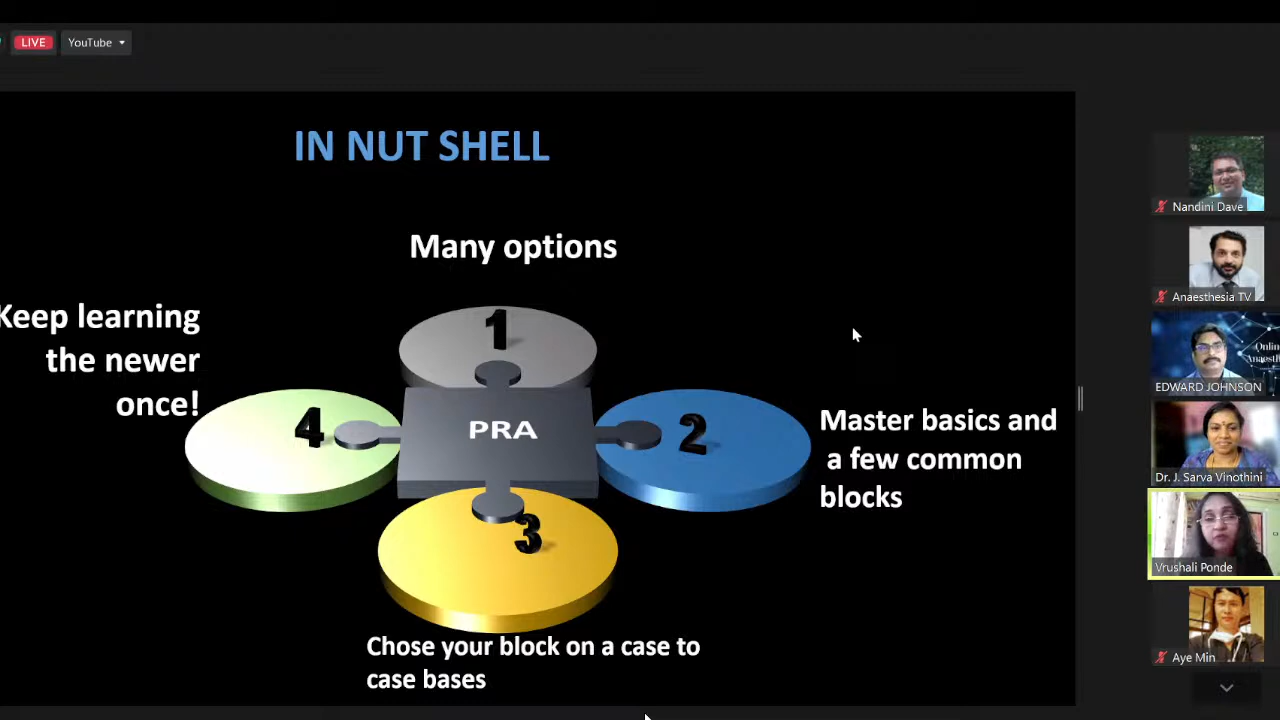 LIVE
YouTube
IN NUT SHELL
Many options
Keep learning
the newer
once!
1
4
PRA
2
3
Master basics and
a few common
blocks
Chose your block on a case to
case bases
Nandini Dave
Anaesthesia TV
Online
EDWARD JOHNSON
Dr. J. Sarva Vinothini
Vrushali Ponde
Aye Min